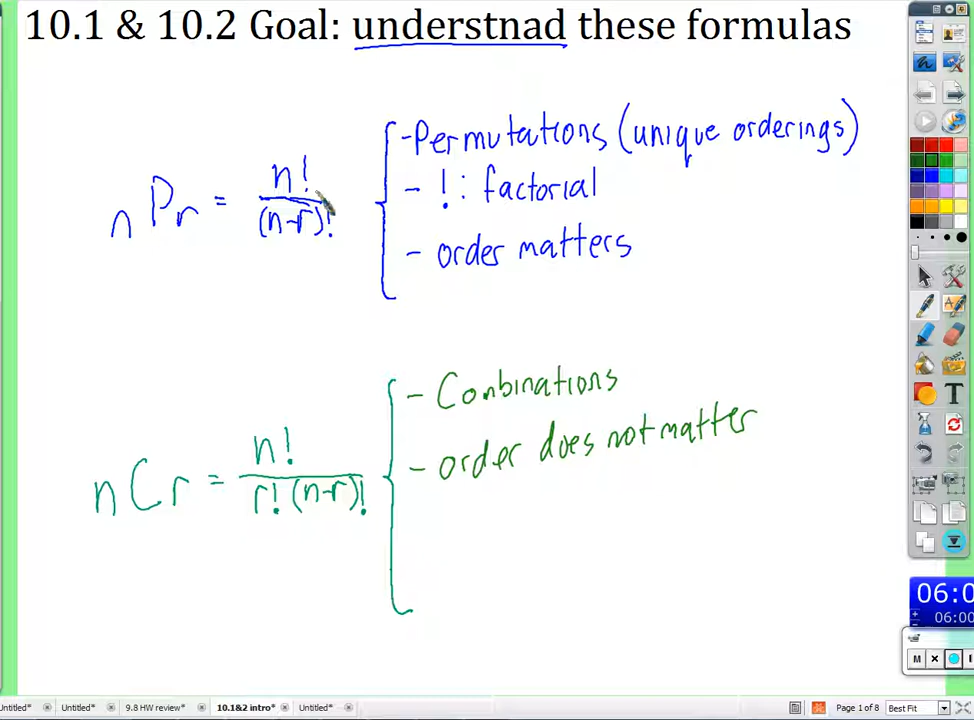 10.1 & 10.2 Goal: understnad these formulas
nPr = n!/(n-r)!
- Permutations (unique orderings)
- ! : factorial
- order matters
nCr = n!/r!(n-r)!
- Combinations
- order does not matter
06:0
06:00
M
Untitled*
Untitled*
9.8 HW review*
10.1&2 intro*
Untitled*
Page 1 of 8
Best Fit